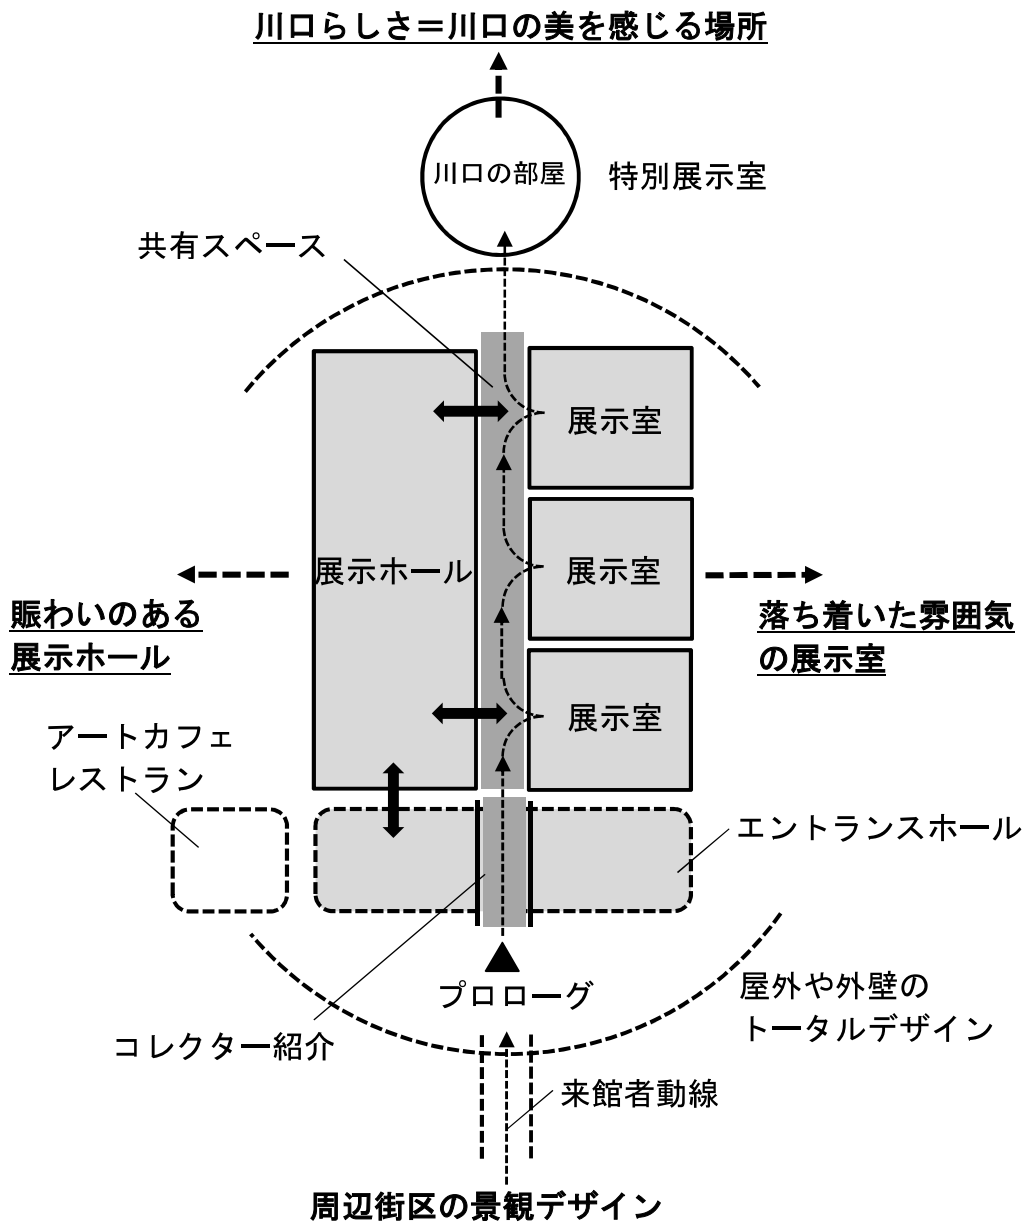 川口らしさ＝川口の美を感じる場所
川口の部屋
特別展示室
共有スペース
展示室
展示ホール
展示室
賑わいのある
展示ホール
落ち着いた雰囲気
の展示室
展示室
アートカフェ
レストラン
エントランスホール
プロローグ
屋外や外壁の
トータルデザイン
コレクター紹介
来館者動線
周辺街区の景観デザイン